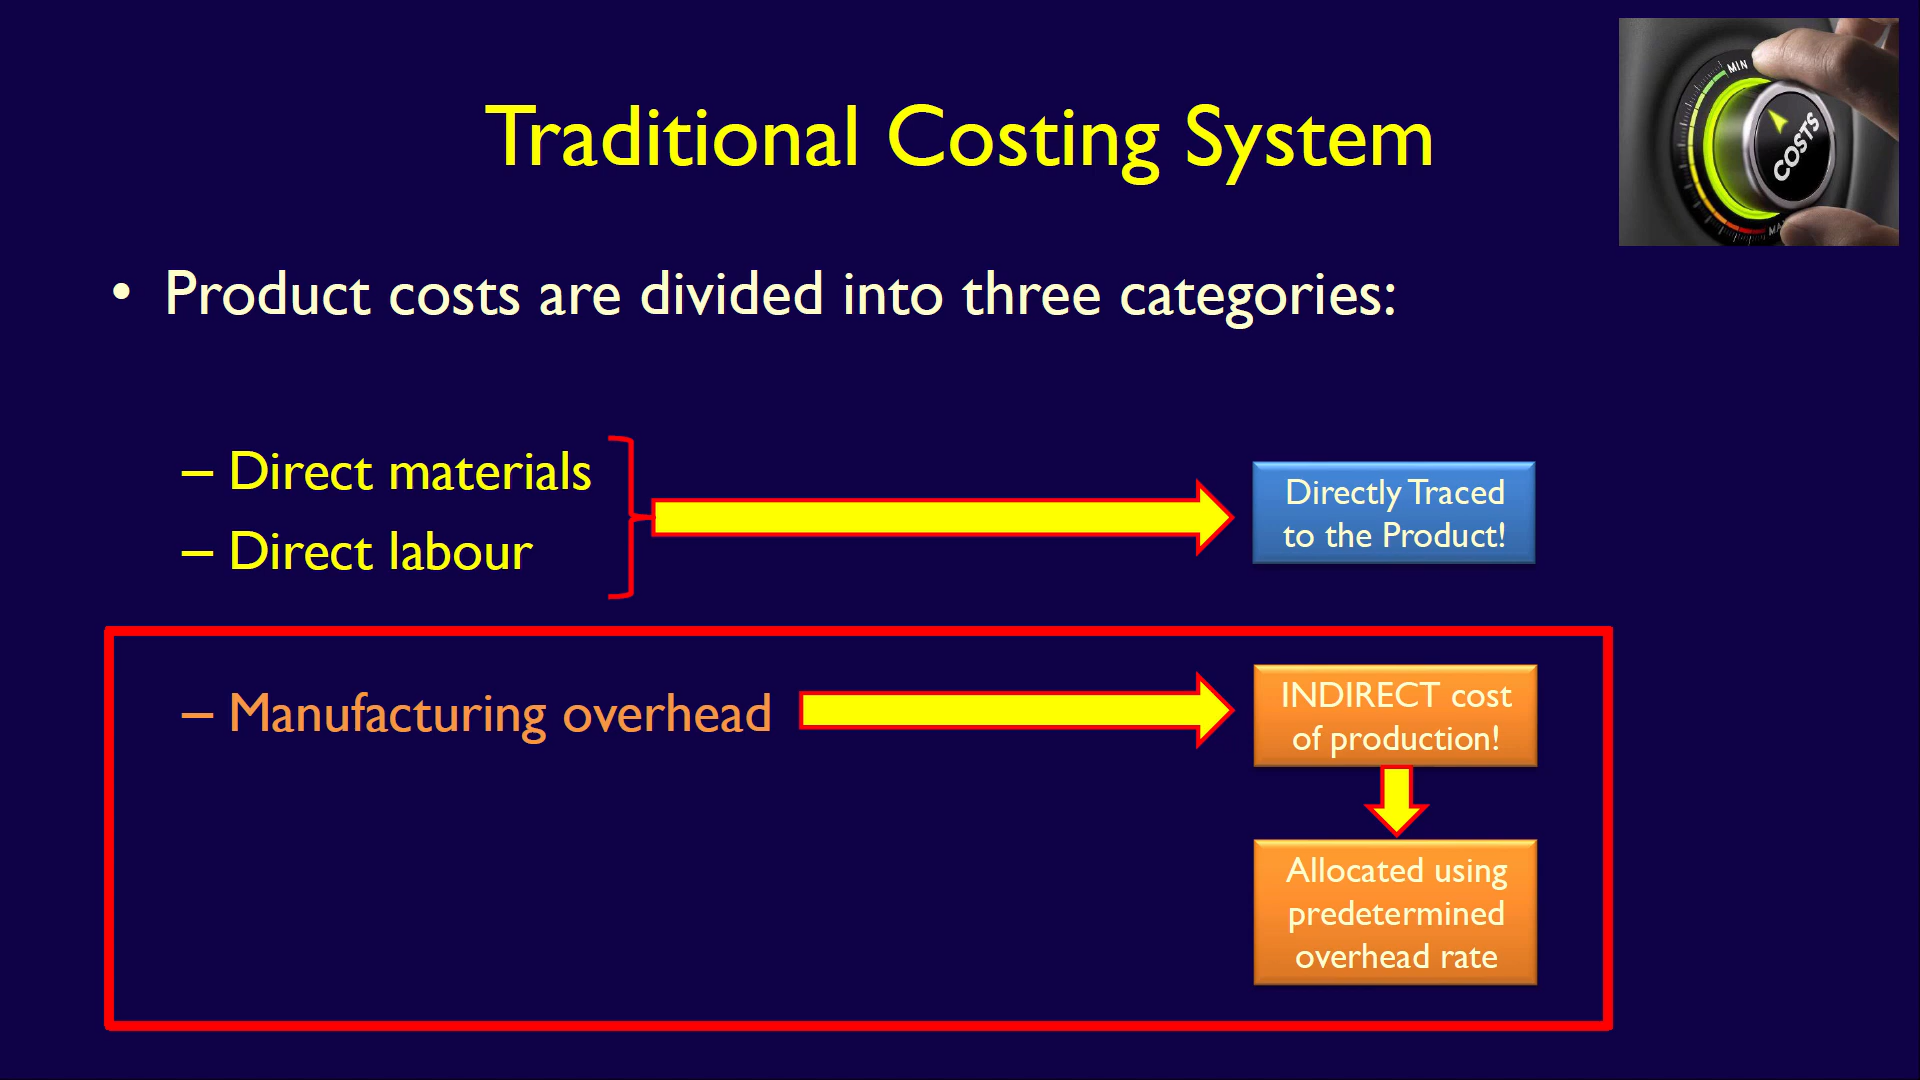 Traditional Costing System
MIN
COSTS
• Product costs are divided into three categories:
– Direct materials
– Direct labour
Directly Traced
to the Product!
– Manufacturing overhead
INDIRECT cost
of production!
Allocated using
predetermined
overhead rate